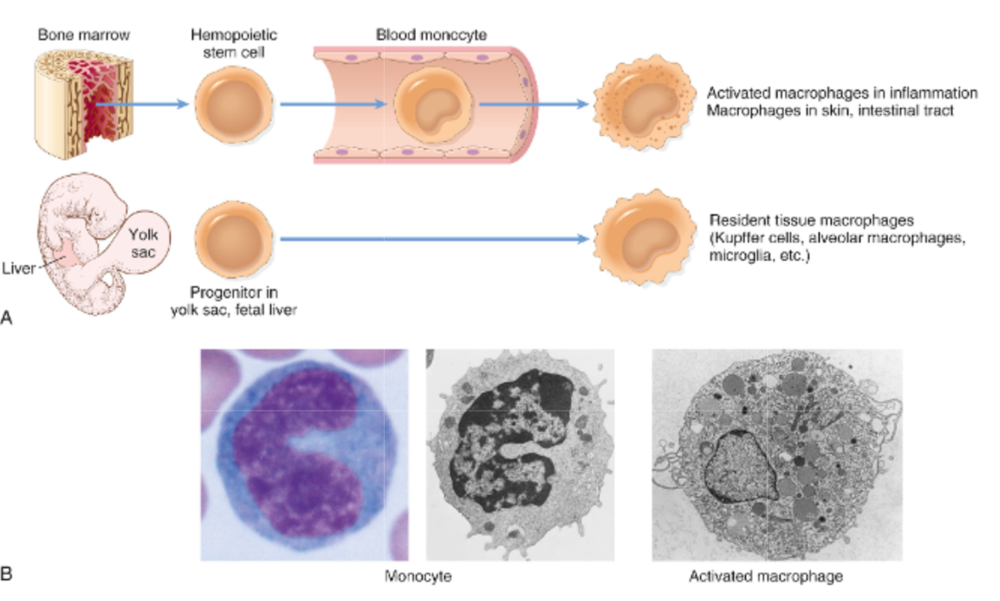 Bone marrow
Hemopoietic
stem cell
Blood monocyte
Activated macrophages in inflammation
Macrophages in skin, intestinal tract
Yolk
sac
Liver
Progenitor in
yolk sac, fetal liver
Resident tissue macrophages
(Kupffer cells, alveolar macrophages,
microglia, etc.)
A
B
Monocyte
Activated macrophage